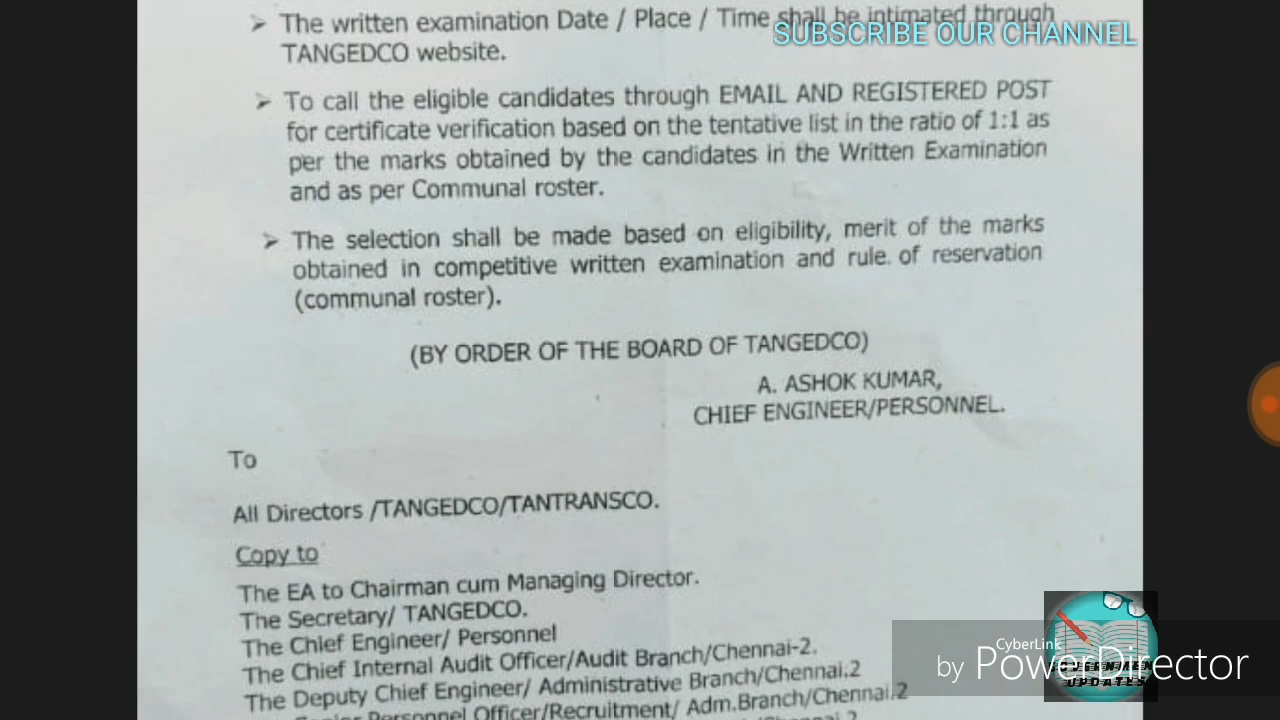 ➢ The written examination Date / Place / Time shall be intimated through
SUBSCRIBE OUR CHANNEL
TANGEDCO website.
➢ To call the eligible candidates through EMAIL AND REGISTERED POST
for certificate verification based on the tentative list in the ratio of 1:1 as
per the marks obtained by the candidates in the Written Examination
and as per Communal roster.
➢ The selection shall be made based on eligibility, merit of the marks
obtained in competitive written examination and rule of reservation
(communal roster).
(BY ORDER OF THE BOARD OF TANGEDCO)
A. ASHOK KUMAR,
CHIEF ENGINEER/PERSONNEL.
To
All Directors /TANGEDCO/TANTRANSCO.
Copy to
The EA to Chairman cum Managing Director.
The Secretary/ TANGEDCO.
The Chief Engineer/ Personnel
The Chief Internal Audit Officer/Audit Branch/Chennai-2.
The Deputy Chief Engineer/ Administrative Branch/Chennai.2
Personnel Officer/Recruitment/ Adm.Branch/Chennai.2
CyberLink
by PowerDirector
UPDATES